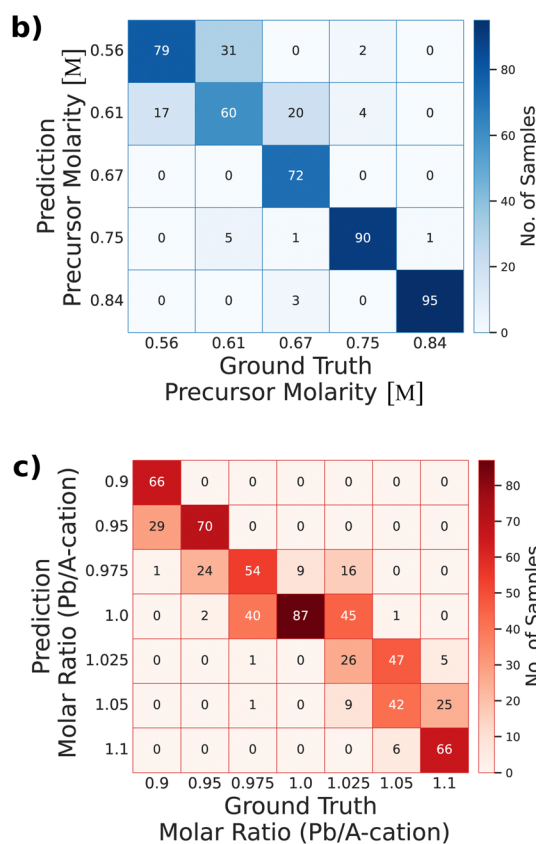 b)
Prediction
Precursor Molarity [M]
0.56 79 31 0 2 0
0.61 17 60 20 4 0
0.67 0 0 72 0 0
0.75 0 5 1 90 1
0.84 0 0 3 0 95
0.56 0.61 0.67 0.75 0.84
Ground Truth
Precursor Molarity [M]
80
60
40
20
0
No. of Samples
c)
Prediction
Molar Ratio (Pb/A-cation)
0.9 66 0 0 0 0 0 0
0.95 29 70 0 0 0 0 0
0.975 1 24 54 9 16 0 0
1.0 0 2 40 87 45 1 0
1.025 0 0 1 0 26 47 5
1.05 0 0 1 0 9 42 25
1.1 0 0 0 0 0 6 66
0.9 0.95 0.975 1.0 1.025 1.05 1.1
Ground Truth
Molar Ratio (Pb/A-cation)
80
70
60
50
40
30
20
10
0
No. of Samples